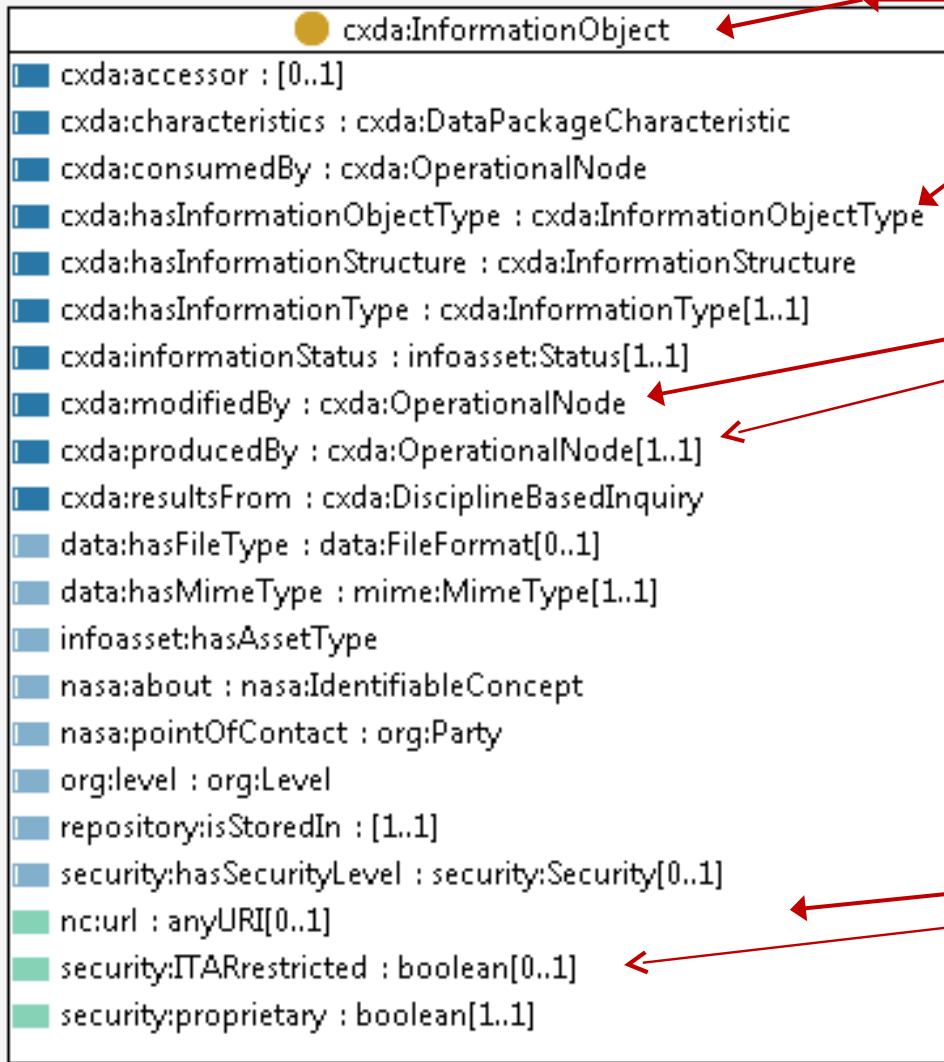 cxda:InformationObject
cxda:accessor : [0..1]
cxda:characteristics : cxda:DataPackageCharacteristic
cxda:consumedBy : cxda:OperationalNode
cxda:hasInformationObjectType : cxda:InformationObjectType
cxda:hasInformationStructure : cxda:InformationStructure
cxda:hasInformationType : cxda:InformationType[1..1]
cxda:informationStatus : infoasset:Status[1..1]
cxda:modifiedBy : cxda:OperationalNode
cxda:producedBy : cxda:OperationalNode[1..1]
cxda:resultsFrom : cxda:DisciplineBasedInquiry
data:hasFileType : data:FileFormat[0..1]
data:hasMimeType : mime:MimeType[1..1]
infoasset:hasAssetType
nasa:about : nasa:IdentifiableConcept
nasa:pointOfContact : org:Party
org:level : org:Level
repository:isStoredIn : [1..1]
security:hasSecurityLevel : security:Security[0..1]
nc:url : anyURI[0..1]
security:ITARrestricted : boolean[0..1]
security:proprietary : boolean[1..1]